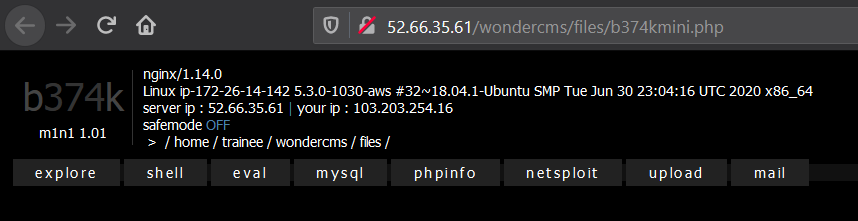 52.66.35.61/wondercms/files/b374kmini.php
b374k
m1n1 1.01
nginx/1.14.0
Linux ip-172-26-14-142 5.3.0-1030-aws #32~18.04.1-Ubuntu SMP Tue Jun 30 23:04:16 UTC 2020 x86_64
server ip : 52.66.35.61 | your ip : 103.203.254.16
safemode OFF
> / home / trainee / wondercms / files /
explore shell eval mysql phpinfo netsploit upload mail